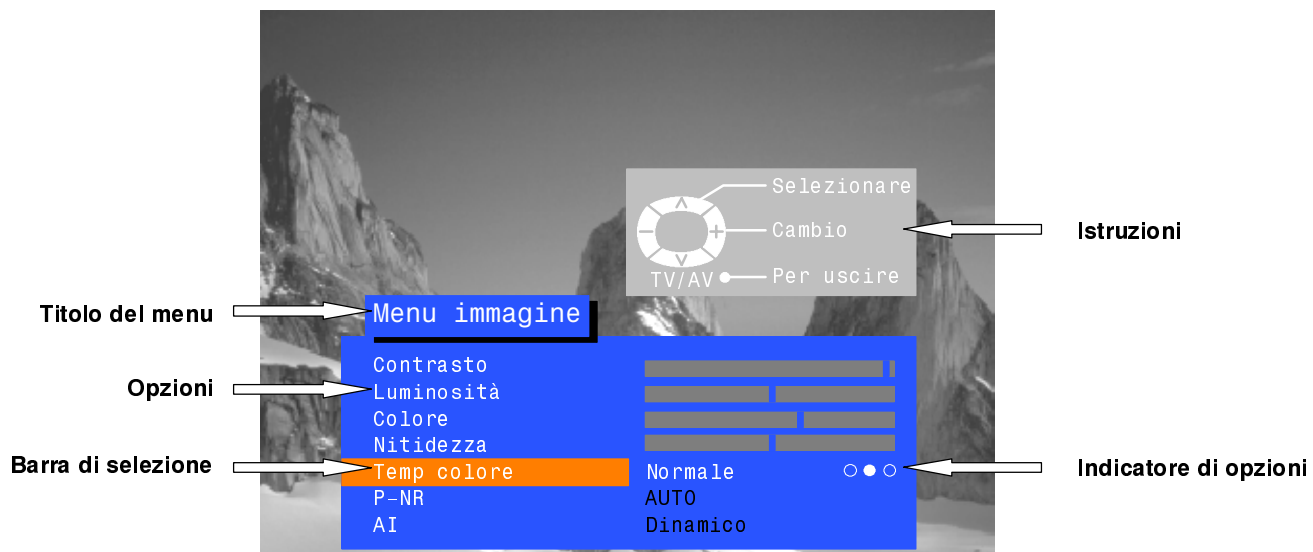 Selezionare
Cambio
TV/AV Per uscire
Istruzioni
Titolo del menu
Menu immagine
Contrasto
Opzioni
Luminosità
Colore
Nitidezza
Barra di selezione
Temp colore Normale
Indicatore di opzioni
P-NR AUTO
AI Dinamico